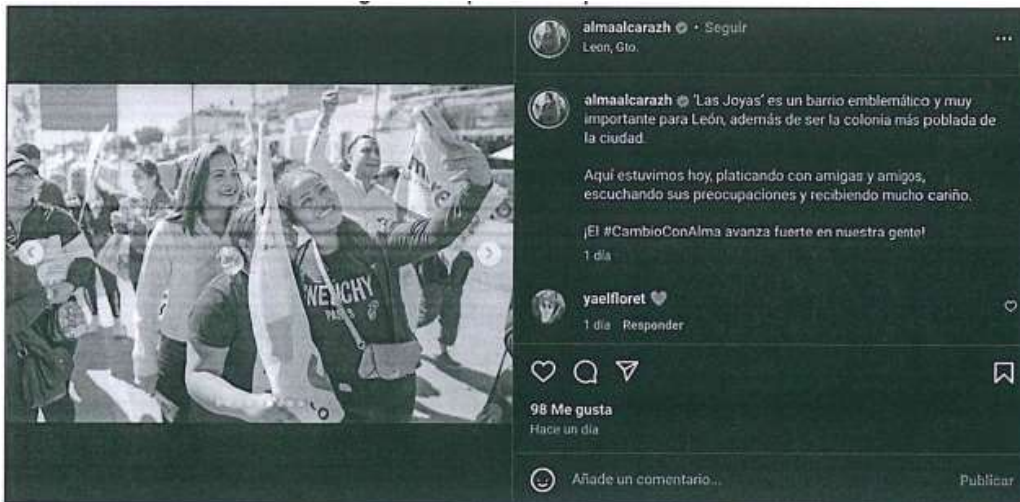 almaalcarazh • Seguir
Leon, Gto.
almaalcarazh 'Las Joyas' es un barrio emblemático y muy
importante para León, además de ser la colonia más poblada de
la ciudad.
Aquí estuvimos hoy, platicando con amigas y amigos,
escuchando sus preocupaciones y recibiendo mucho cariño.
¡El #CambioConAlma avanza fuerte en nuestra gente!
1 día
yaelfloret
1 día Responder
98 Me gusta
Hace un día
Añade un comentario... Publicar